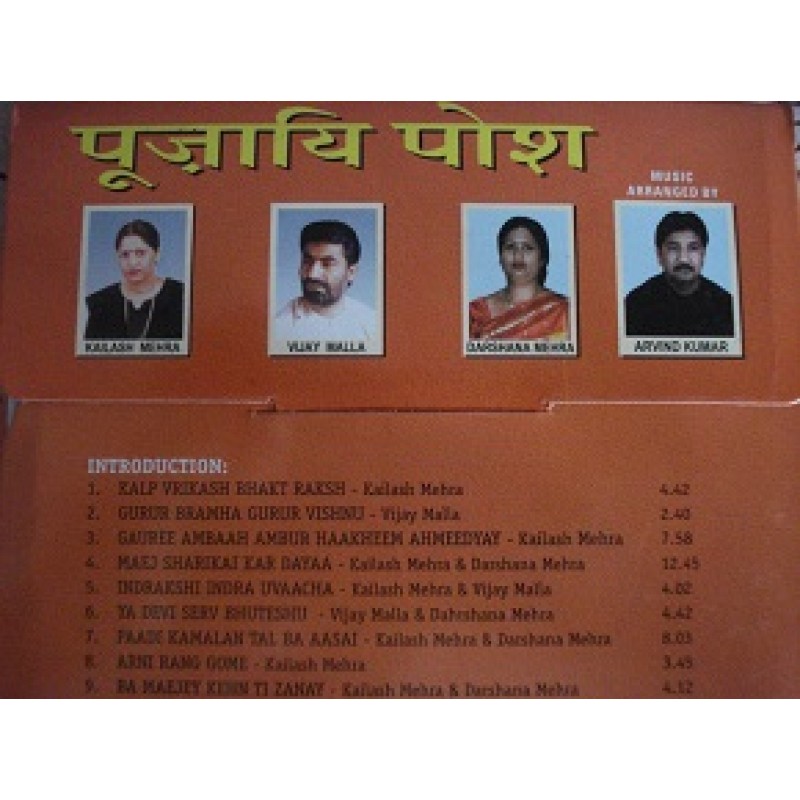 पूज़ायि पोश
MUSIC
ARRANGED BY
KAILASH MEHRA
VIJAY MALLA
DARSHANA MEHRA
ARVIND KUMAR
INTRODUCTION:
1. KALP VRIKASH BHAKT RAKSH - Kailash Mehra 4.42
2. GURUR BRAMHA GURUR VISHNU - Vijay Malla 2.40
3. GAUREE AMBAAH AMBUR HAAKHEEM AHMEEDYAY - Kailash Mehra 7.58
4. MAEJ SHARIKAI KAR DAYAA - Kailash Mehra & Darshana Mehra 12.45
5. INDRAKSHI INDRA UVAACHA - Kailash Mehra & Vijay Malla 4.02
6. YA DEVI SERV BHUTESHU - Vijay Malla & Dahrshana Mehra 4.42
7. PAADI KAMALAN TAL BA AASAI - Kailash Mehra & Darshana Mehra 8.03
8. ARNI RANG GOME - Kailash Mehra 3.45
9. BA MAEJEY KEHN TI ZANAY - Kailash Mehra & Darshana Mehra 4.12